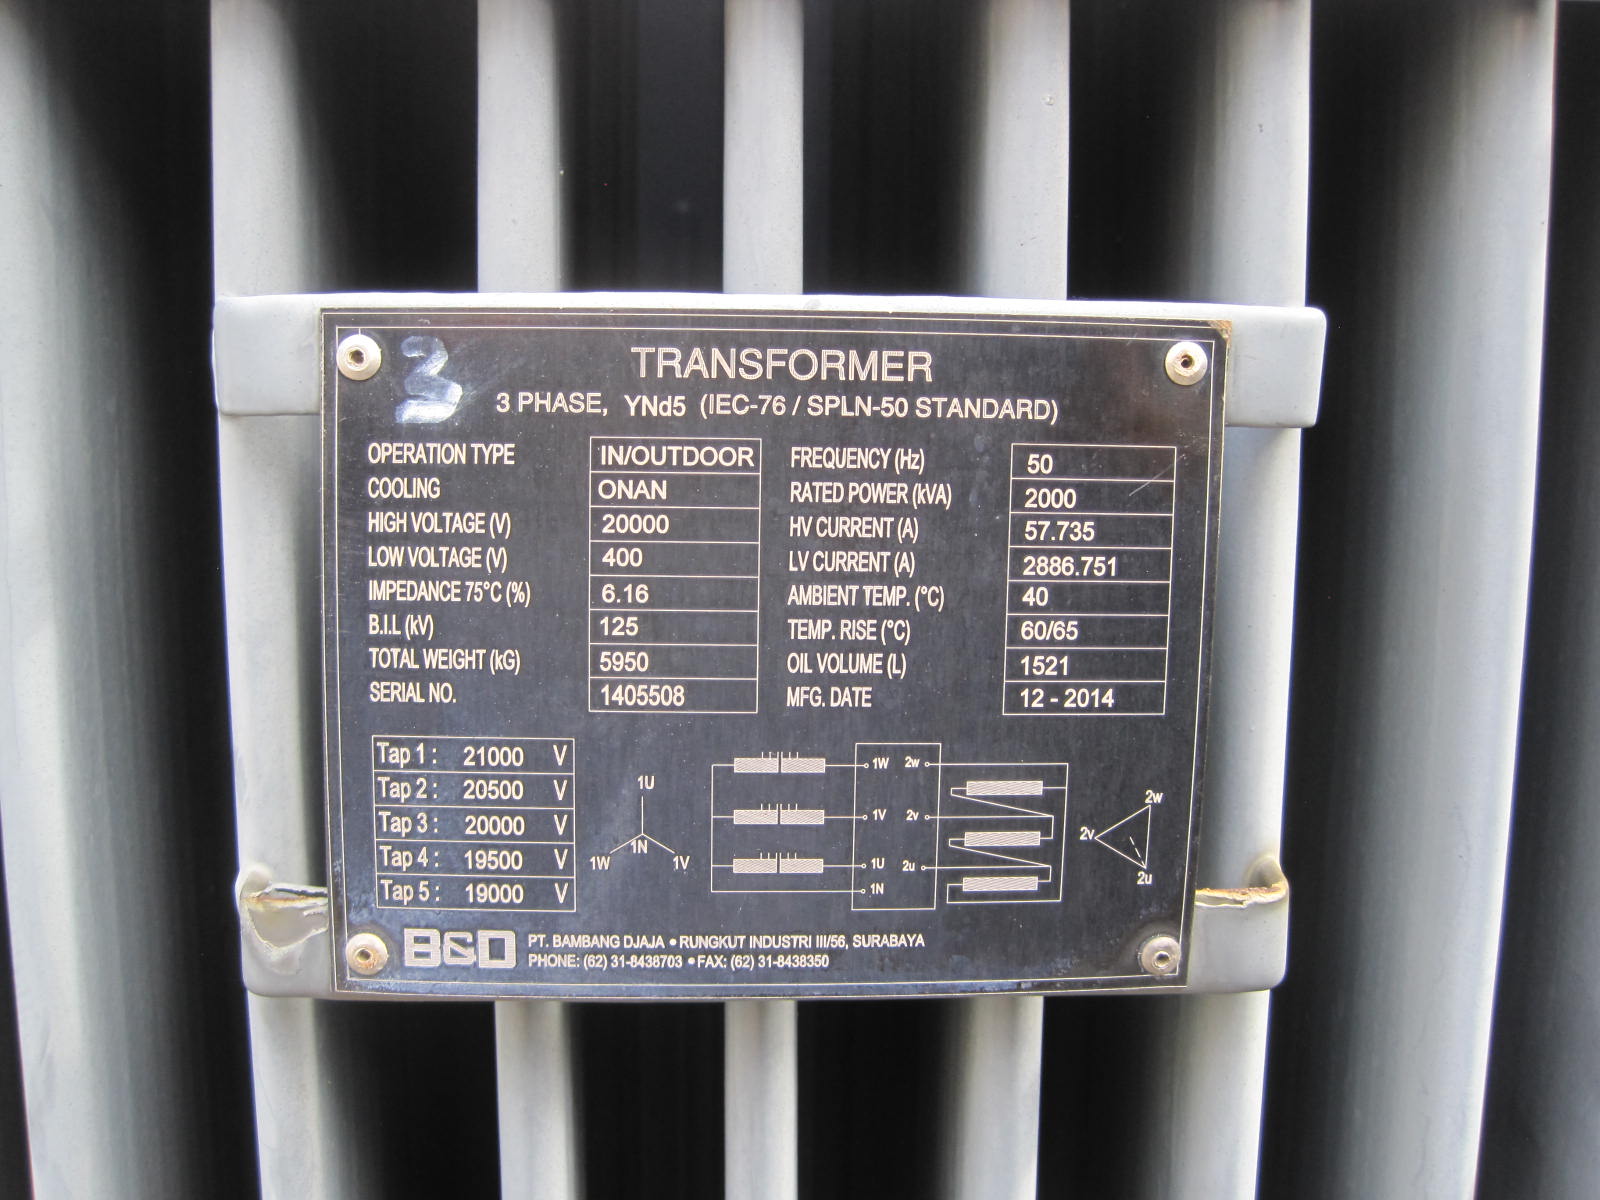 3
TRANSFORMER
3 PHASE, YNd5 (IEC-76 / SPLN-50 STANDARD)
OPERATION TYPE IN/OUTDOOR FREQUENCY (Hz) 50
COOLING ONAN RATED POWER (kVA) 2000
HIGH VOLTAGE (V) 20000 HV CURRENT (A) 57.735
LOW VOLTAGE (V) 400 LV CURRENT (A) 2886.751
IMPEDANCE 75°C (%) 6.16 AMBIENT TEMP. (°C) 40
B.I.L (kV) 125 TEMP. RISE (°C) 60/65
TOTAL WEIGHT (kG) 5950 OIL VOLUME (L) 1521
SERIAL NO. 1405508 MFG. DATE 12 - 2014
Tap 1 : 21000 V
Tap 2 : 20500 V
Tap 3 : 20000 V
Tap 4 : 19500 V
Tap 5 : 19000 V
1U
1N
1W 1V
1W 2w
1V 2v
1U 2u
1N
2w
2v
2u
B&D PT. BAMBANG DJAJA • RUNGKUT INDUSTRI III/56, SURABAYA
PHONE: (62) 31-8438703 • FAX: (62) 31-8438350